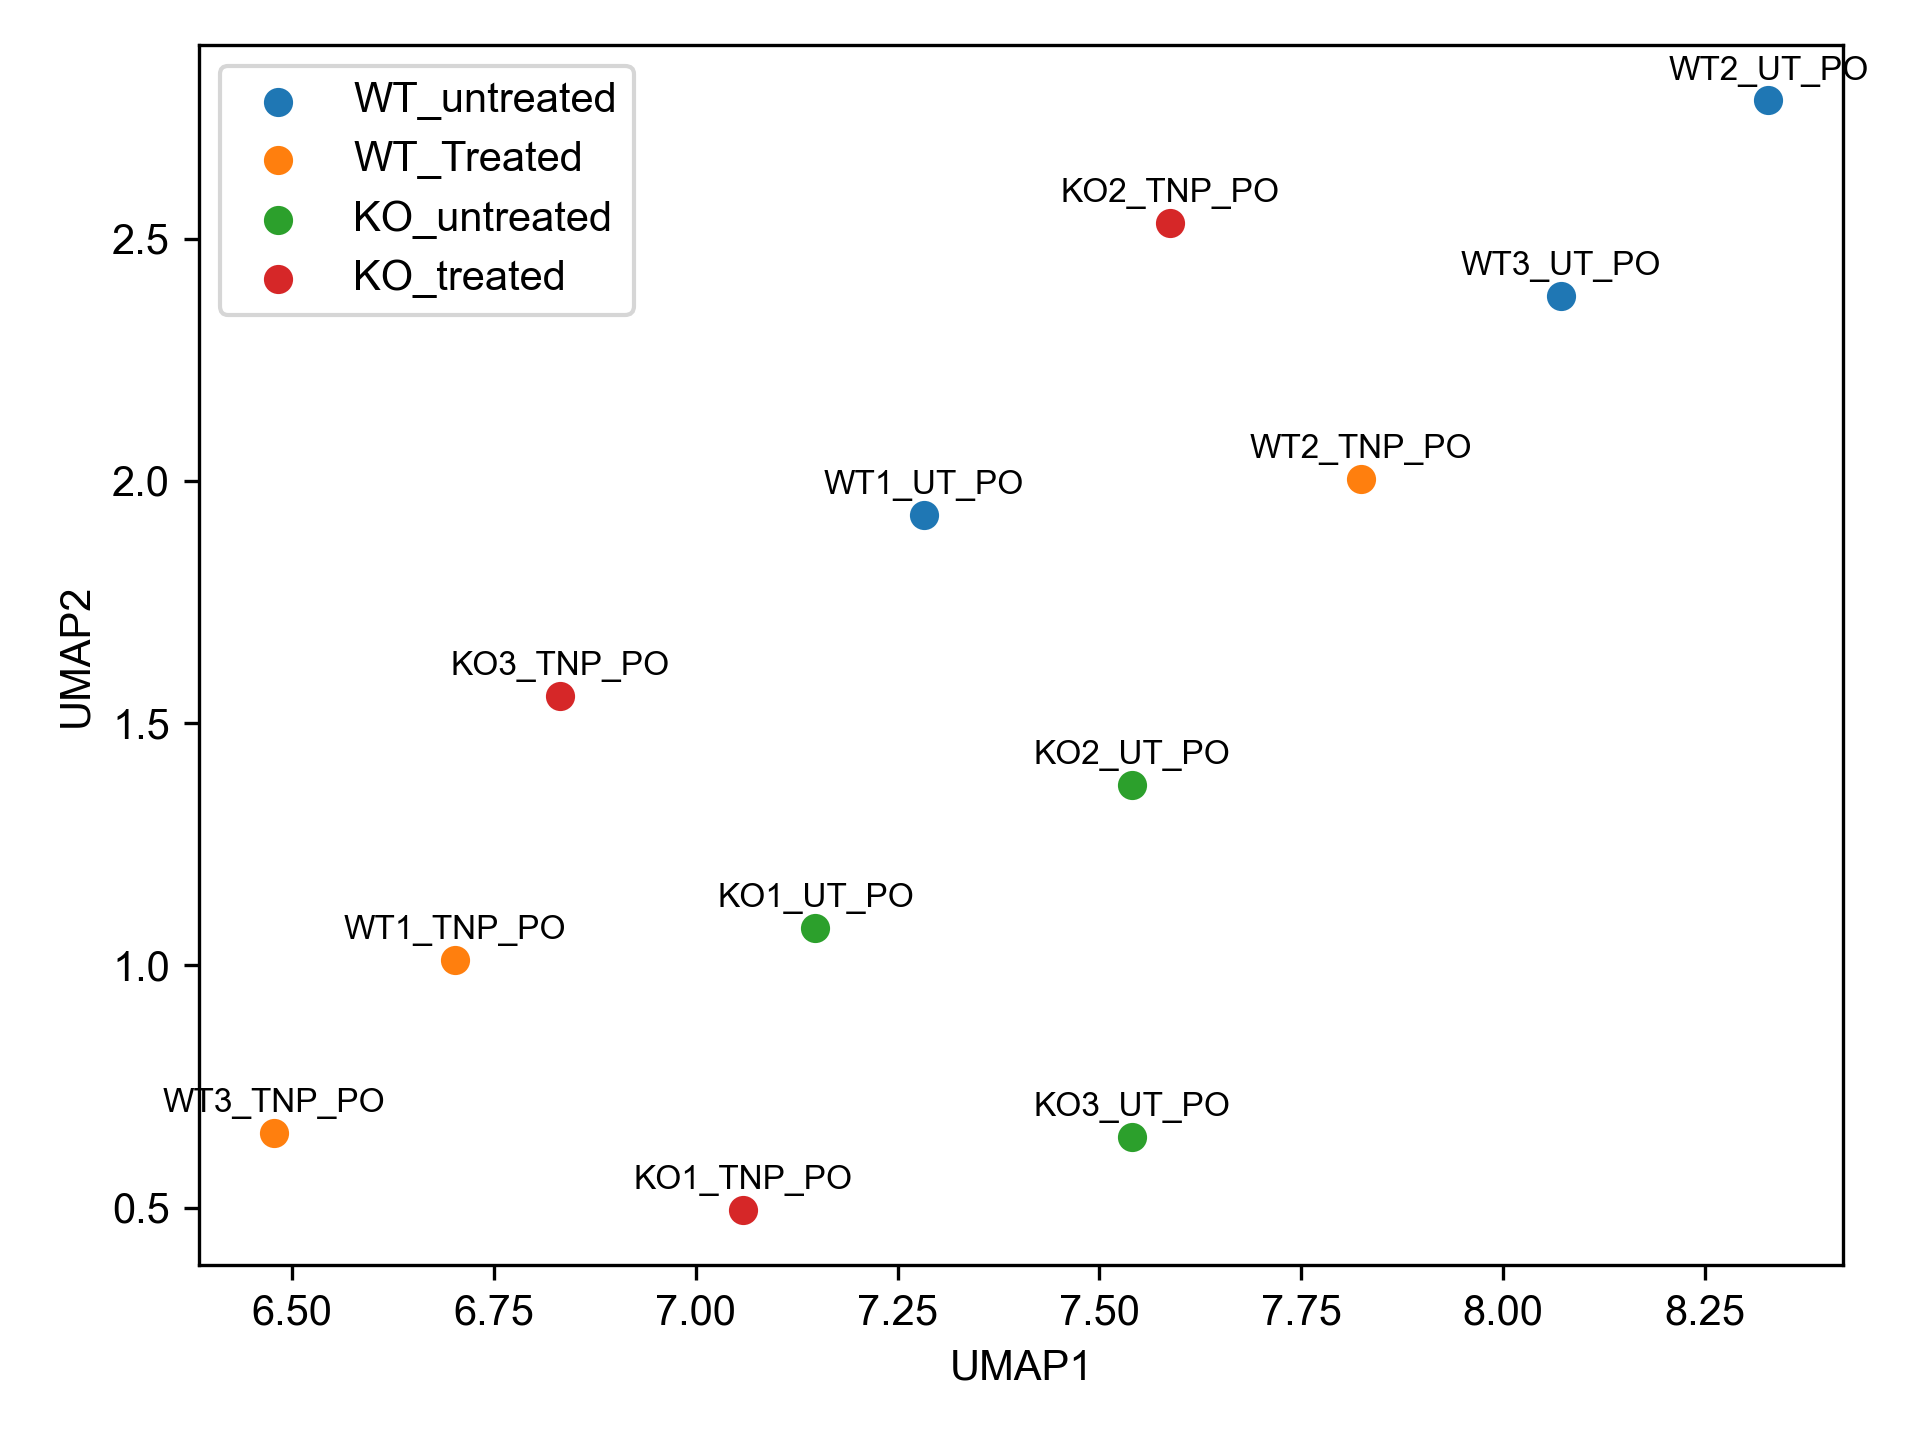 WT_untreated
WT_Treated
KO_untreated
KO_treated
WT2_UT_PO
KO2_TNP_PO
WT3_UT_PO
WT2_TNP_PO
WT1_UT_PO
KO3_TNP_PO
KO2_UT_PO
KO1_UT_PO
WT1_TNP_PO
WT3_TNP_PO
KO3_UT_PO
KO1_TNP_PO
2.5
2.0
1.5
1.0
0.5
UMAP2
6.50 6.75 7.00 7.25 7.50 7.75 8.00 8.25
UMAP1